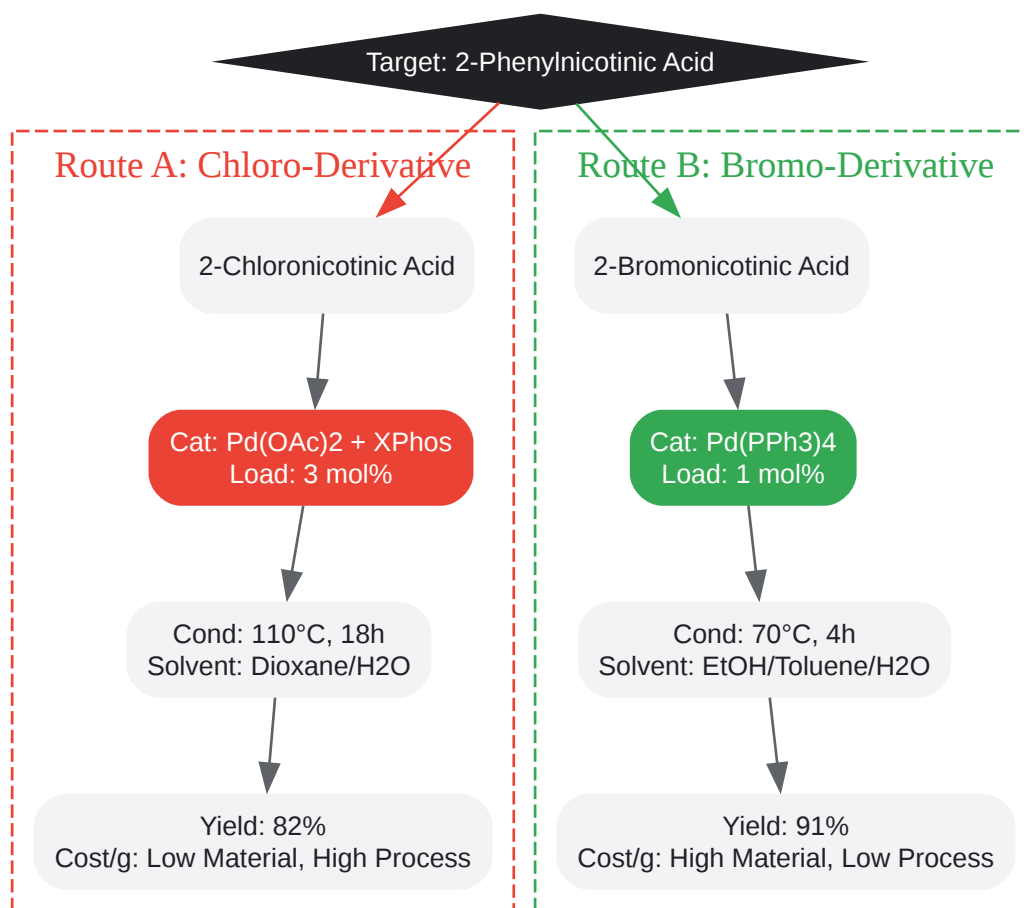 Target: 2-Phenylnicotinic Acid
Route A: Chloro-Derivative
2-Chloronicotinic Acid
Cat: Pd(OAc)2 + XPhos
Load: 3 mol%
Cond: 110°C, 18h
Solvent: Dioxane/H2O
Yield: 82%
Cost/g: Low Material, High Process
Route B: Bromo-Derivative
2-Bromonicotinic Acid
Cat: Pd(PPh3)4
Load: 1 mol%
Cond: 70°C, 4h
Solvent: EtOH/Toluene/H2O
Yield: 91%
Cost/g: High Material, Low Process